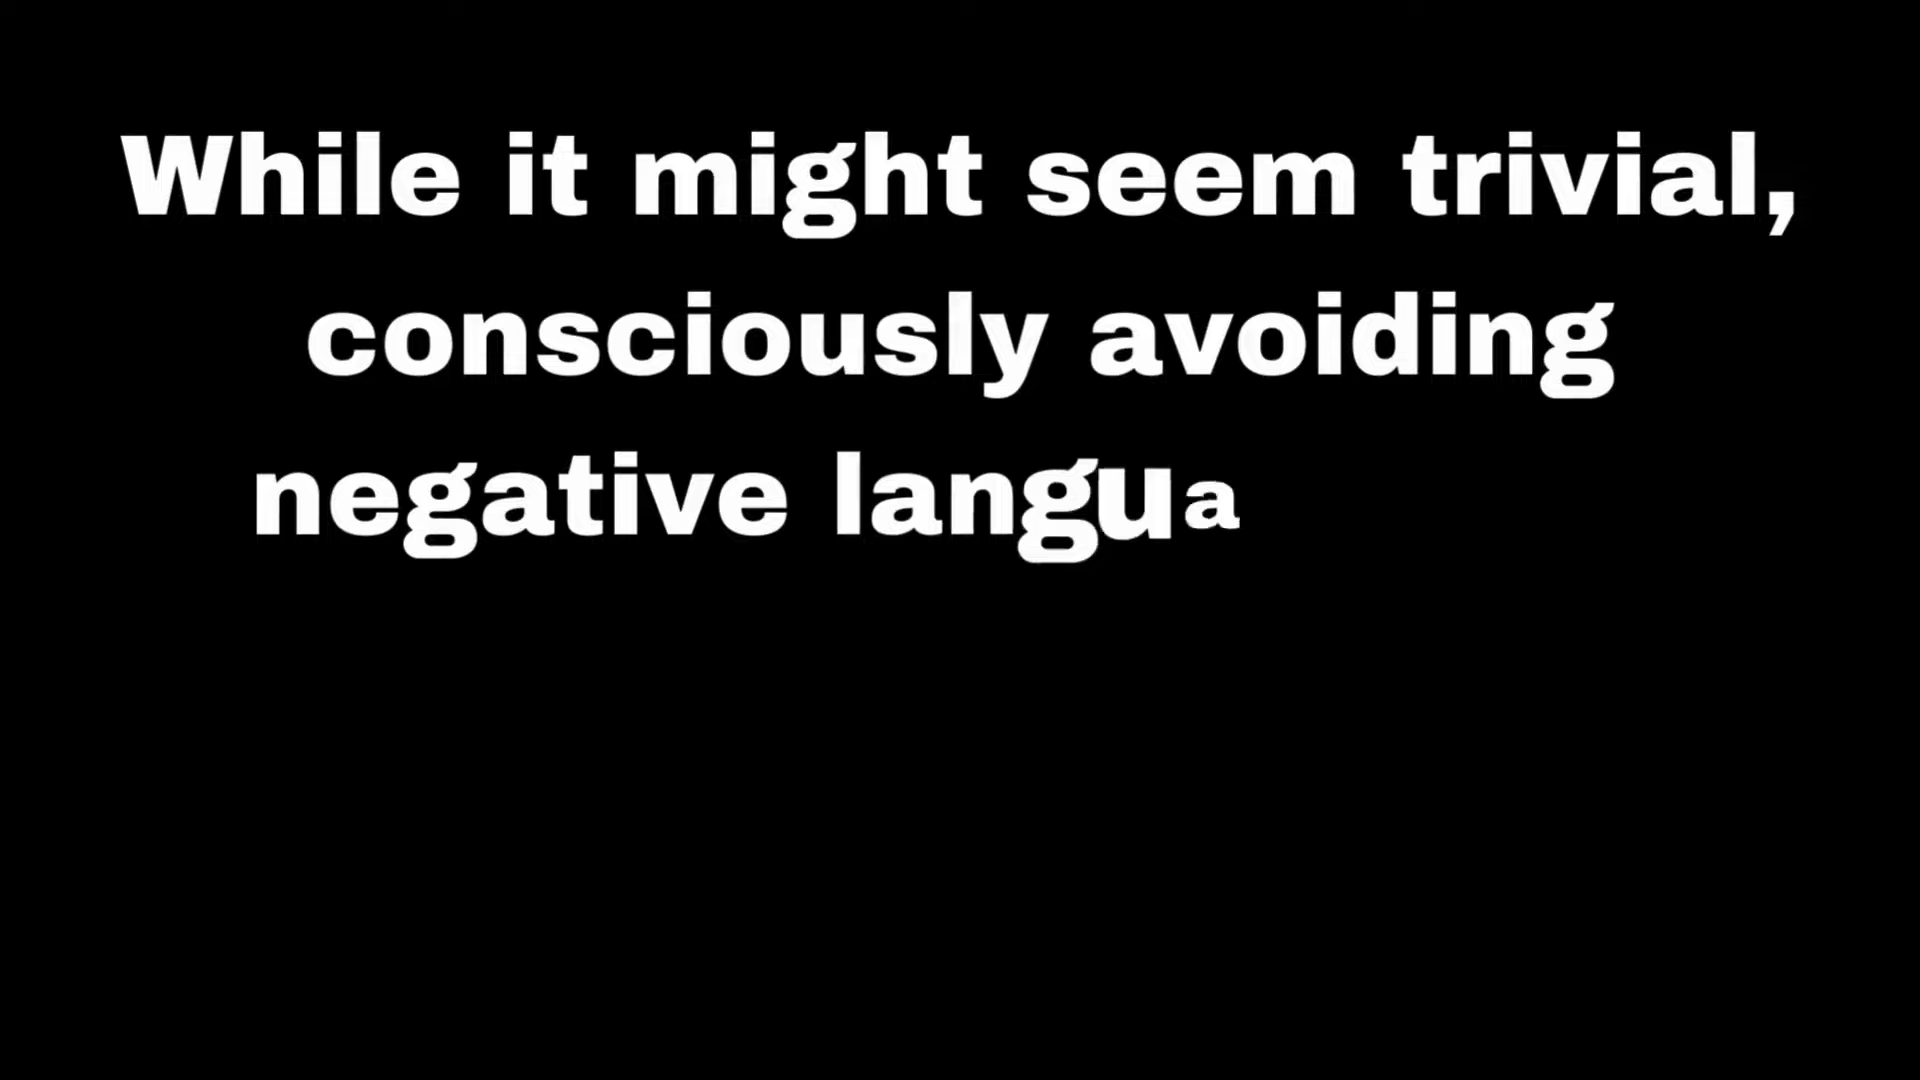 While it might seem trivial,
consciously avoiding
negative langua